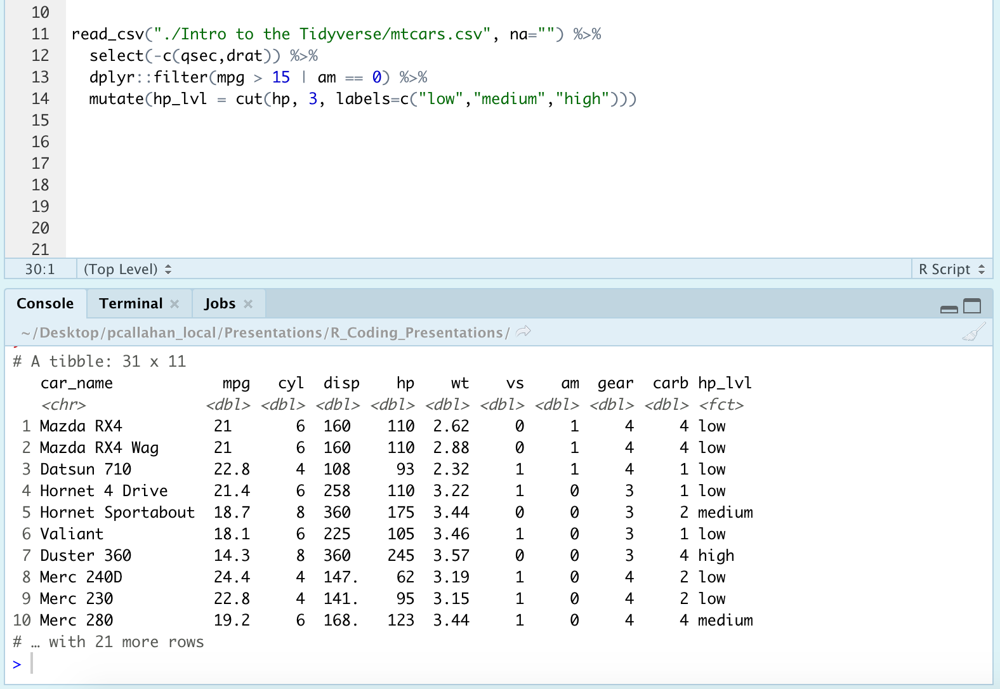 10
11 read_csv("./Intro to the Tidyverse/mtcars.csv", na="") %>%
12   select(-c(qsec,drat)) %>%
13   dplyr::filter(mpg > 15 | am == 0) %>%
14   mutate(hp_lvl = cut(hp, 3, labels=c("low","medium","high")))
15
16
17
18
19
20
21
30:1 (Top Level) R Script
Console Terminal Jobs
~/Desktop/pcallahan_local/Presentations/R_Coding_Presentations/
# A tibble: 31 x 11
   car_name            mpg   cyl  disp    hp    wt    vs    am  gear  carb hp_lvl
   <chr>             <dbl> <dbl> <dbl> <dbl> <dbl> <dbl> <dbl> <dbl> <dbl> <fct>
 1 Mazda RX4          21       6  160    110  2.62     0     1     4     4 low
 2 Mazda RX4 Wag      21       6  160    110  2.88     0     1     4     4 low
 3 Datsun 710         22.8     4  108     93  2.32     1     1     4     1 low
 4 Hornet 4 Drive     21.4     6  258    110  3.22     1     0     3     1 low
 5 Hornet Sportabout  18.7     8  360    175  3.44     0     0     3     2 medium
 6 Valiant            18.1     6  225    105  3.46     1     0     3     1 low
 7 Duster 360         14.3     8  360    245  3.57     0     0     3     4 high
 8 Merc 240D          24.4     4  147.    62  3.19     1     0     4     2 low
 9 Merc 230           22.8     4  141.    95  3.15     1     0     4     2 low
10 Merc 280           19.2     6  168.   123  3.44     1     0     4     4 medium
# … with 21 more rows
>